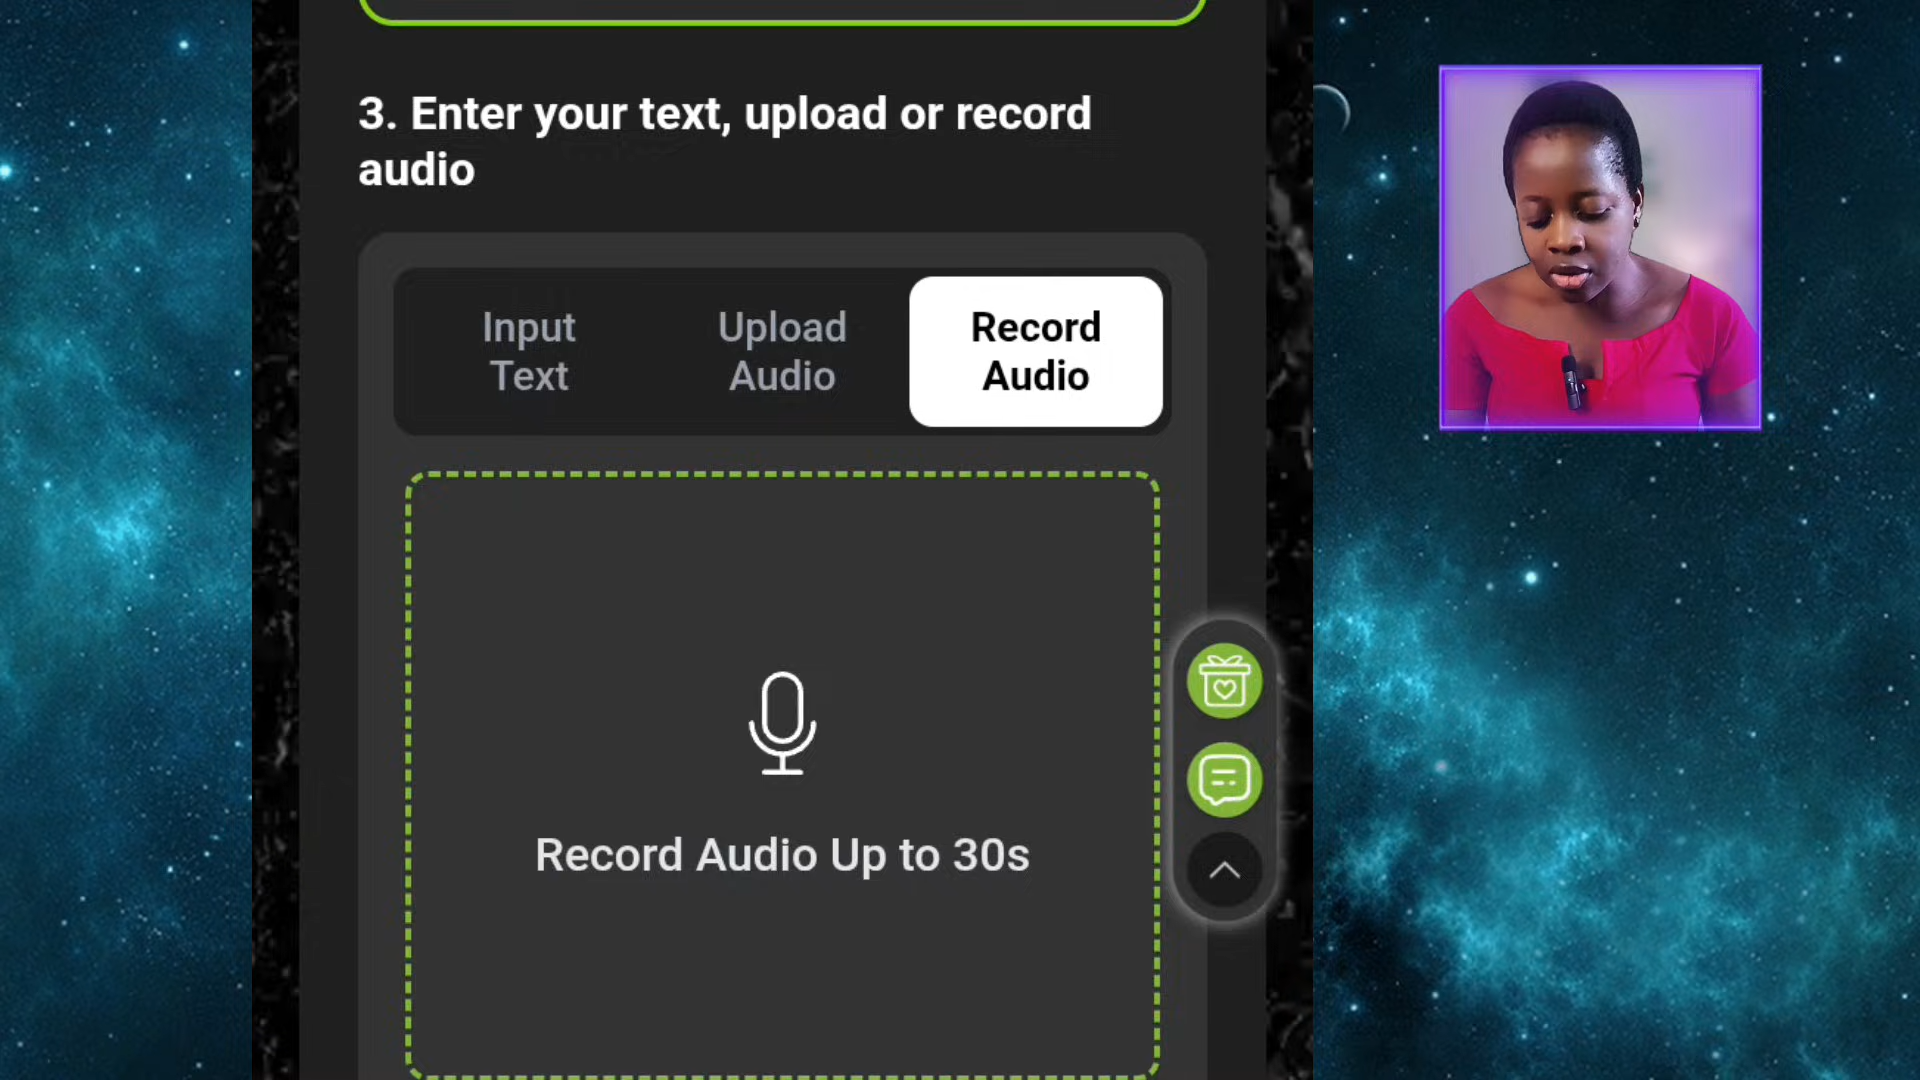 3. Enter your text, upload or record
audio
Input
Text
Upload
Audio
Record
Audio
Record Audio Up to 30s